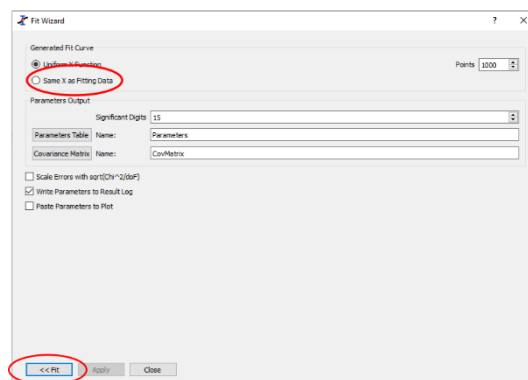 Fit Wizard
Generated Fit Curve
Uniform X Function Points 1000
Same X as Fitting Data
Parameters Output
Significant Digits 15
Parameters Table Name: Parameters
Covariance Matrix Name: CovMatrix
Scale Errors with sqrt(Chi^2/doF)
Write Parameters to Result Log
Paste Parameters to Plot
<< Fit Apply Close